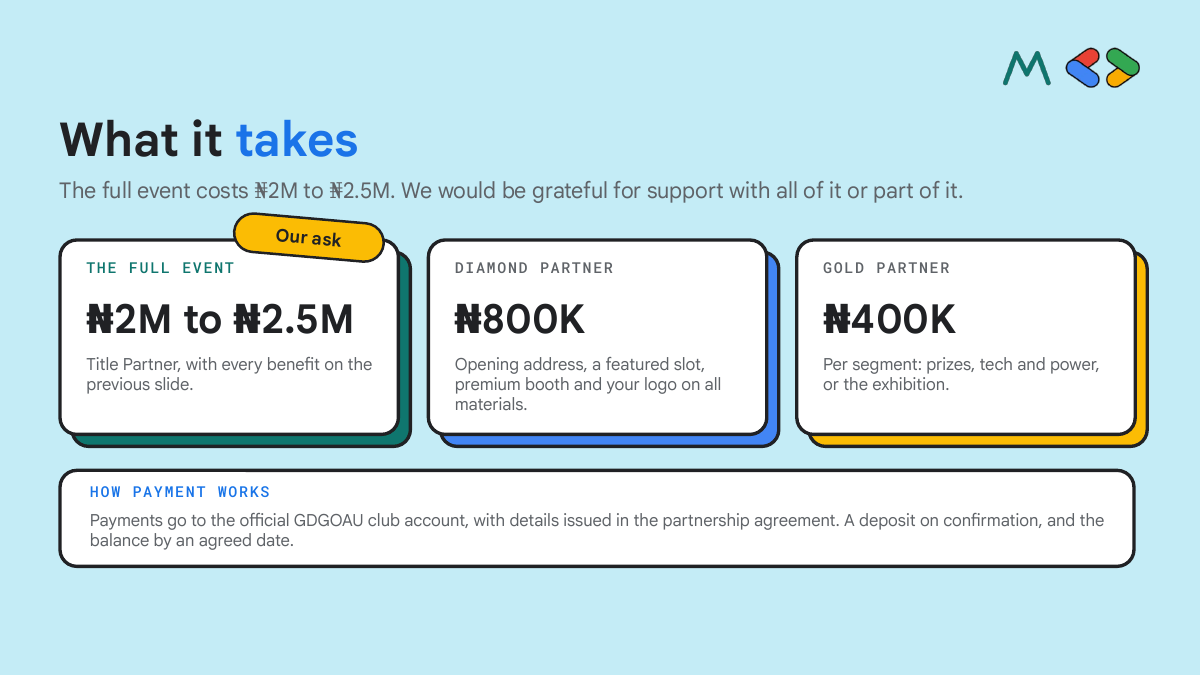 What it takes
The full event costs ₦2M to ₦2.5M. We would be grateful for support with all of it or part of it.
Our ask
THE FULL EVENT
₦2M to ₦2.5M
Title Partner, with every benefit on the
previous slide.
DIAMOND PARTNER
₦800K
Opening address, a featured slot,
premium booth and your logo on all
materials.
GOLD PARTNER
₦400K
Per segment: prizes, tech and power,
or the exhibition.
HOW PAYMENT WORKS
Payments go to the official GDGOAU club account, with details issued in the partnership agreement. A deposit on confirmation, and the
balance by an agreed date.